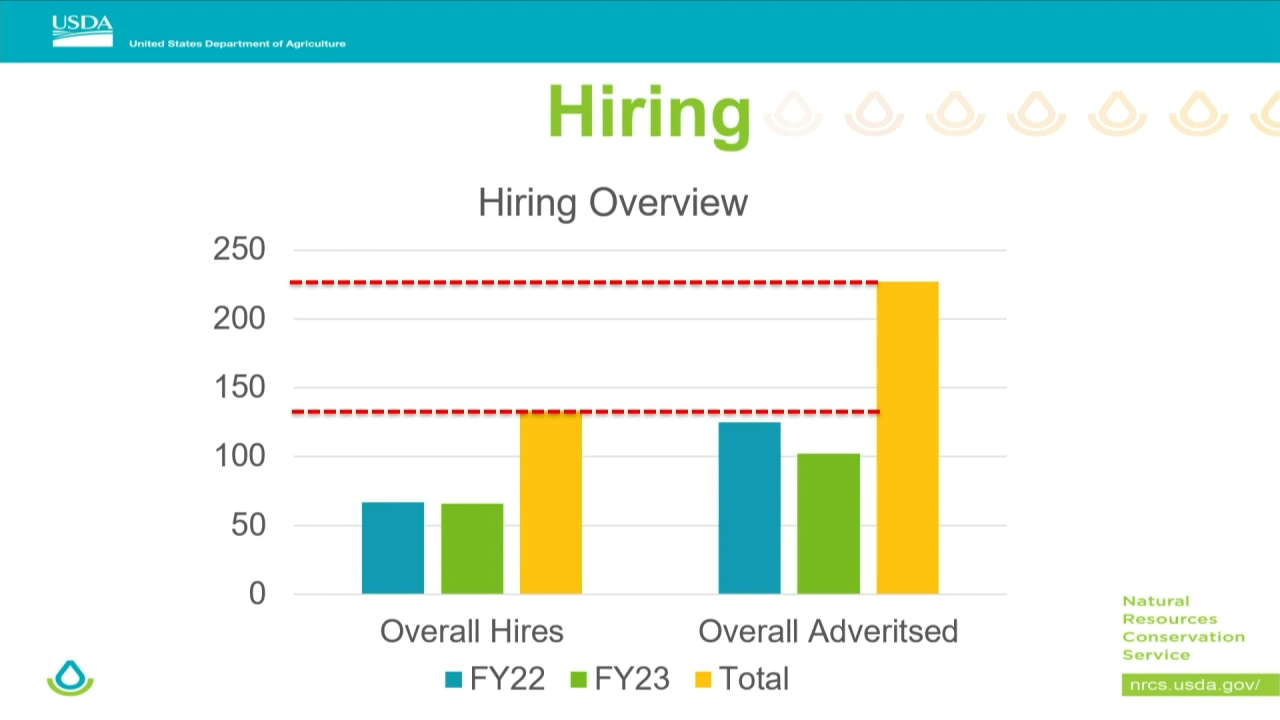 USDA
United States Department of Agriculture
Hiring
Hiring Overview
250
200
150
100
50
0
Overall Hires
Overall Adveritsed
FY22 FY23 Total
Natural
Resources
Conservation
Service
nrcs.usda.gov/